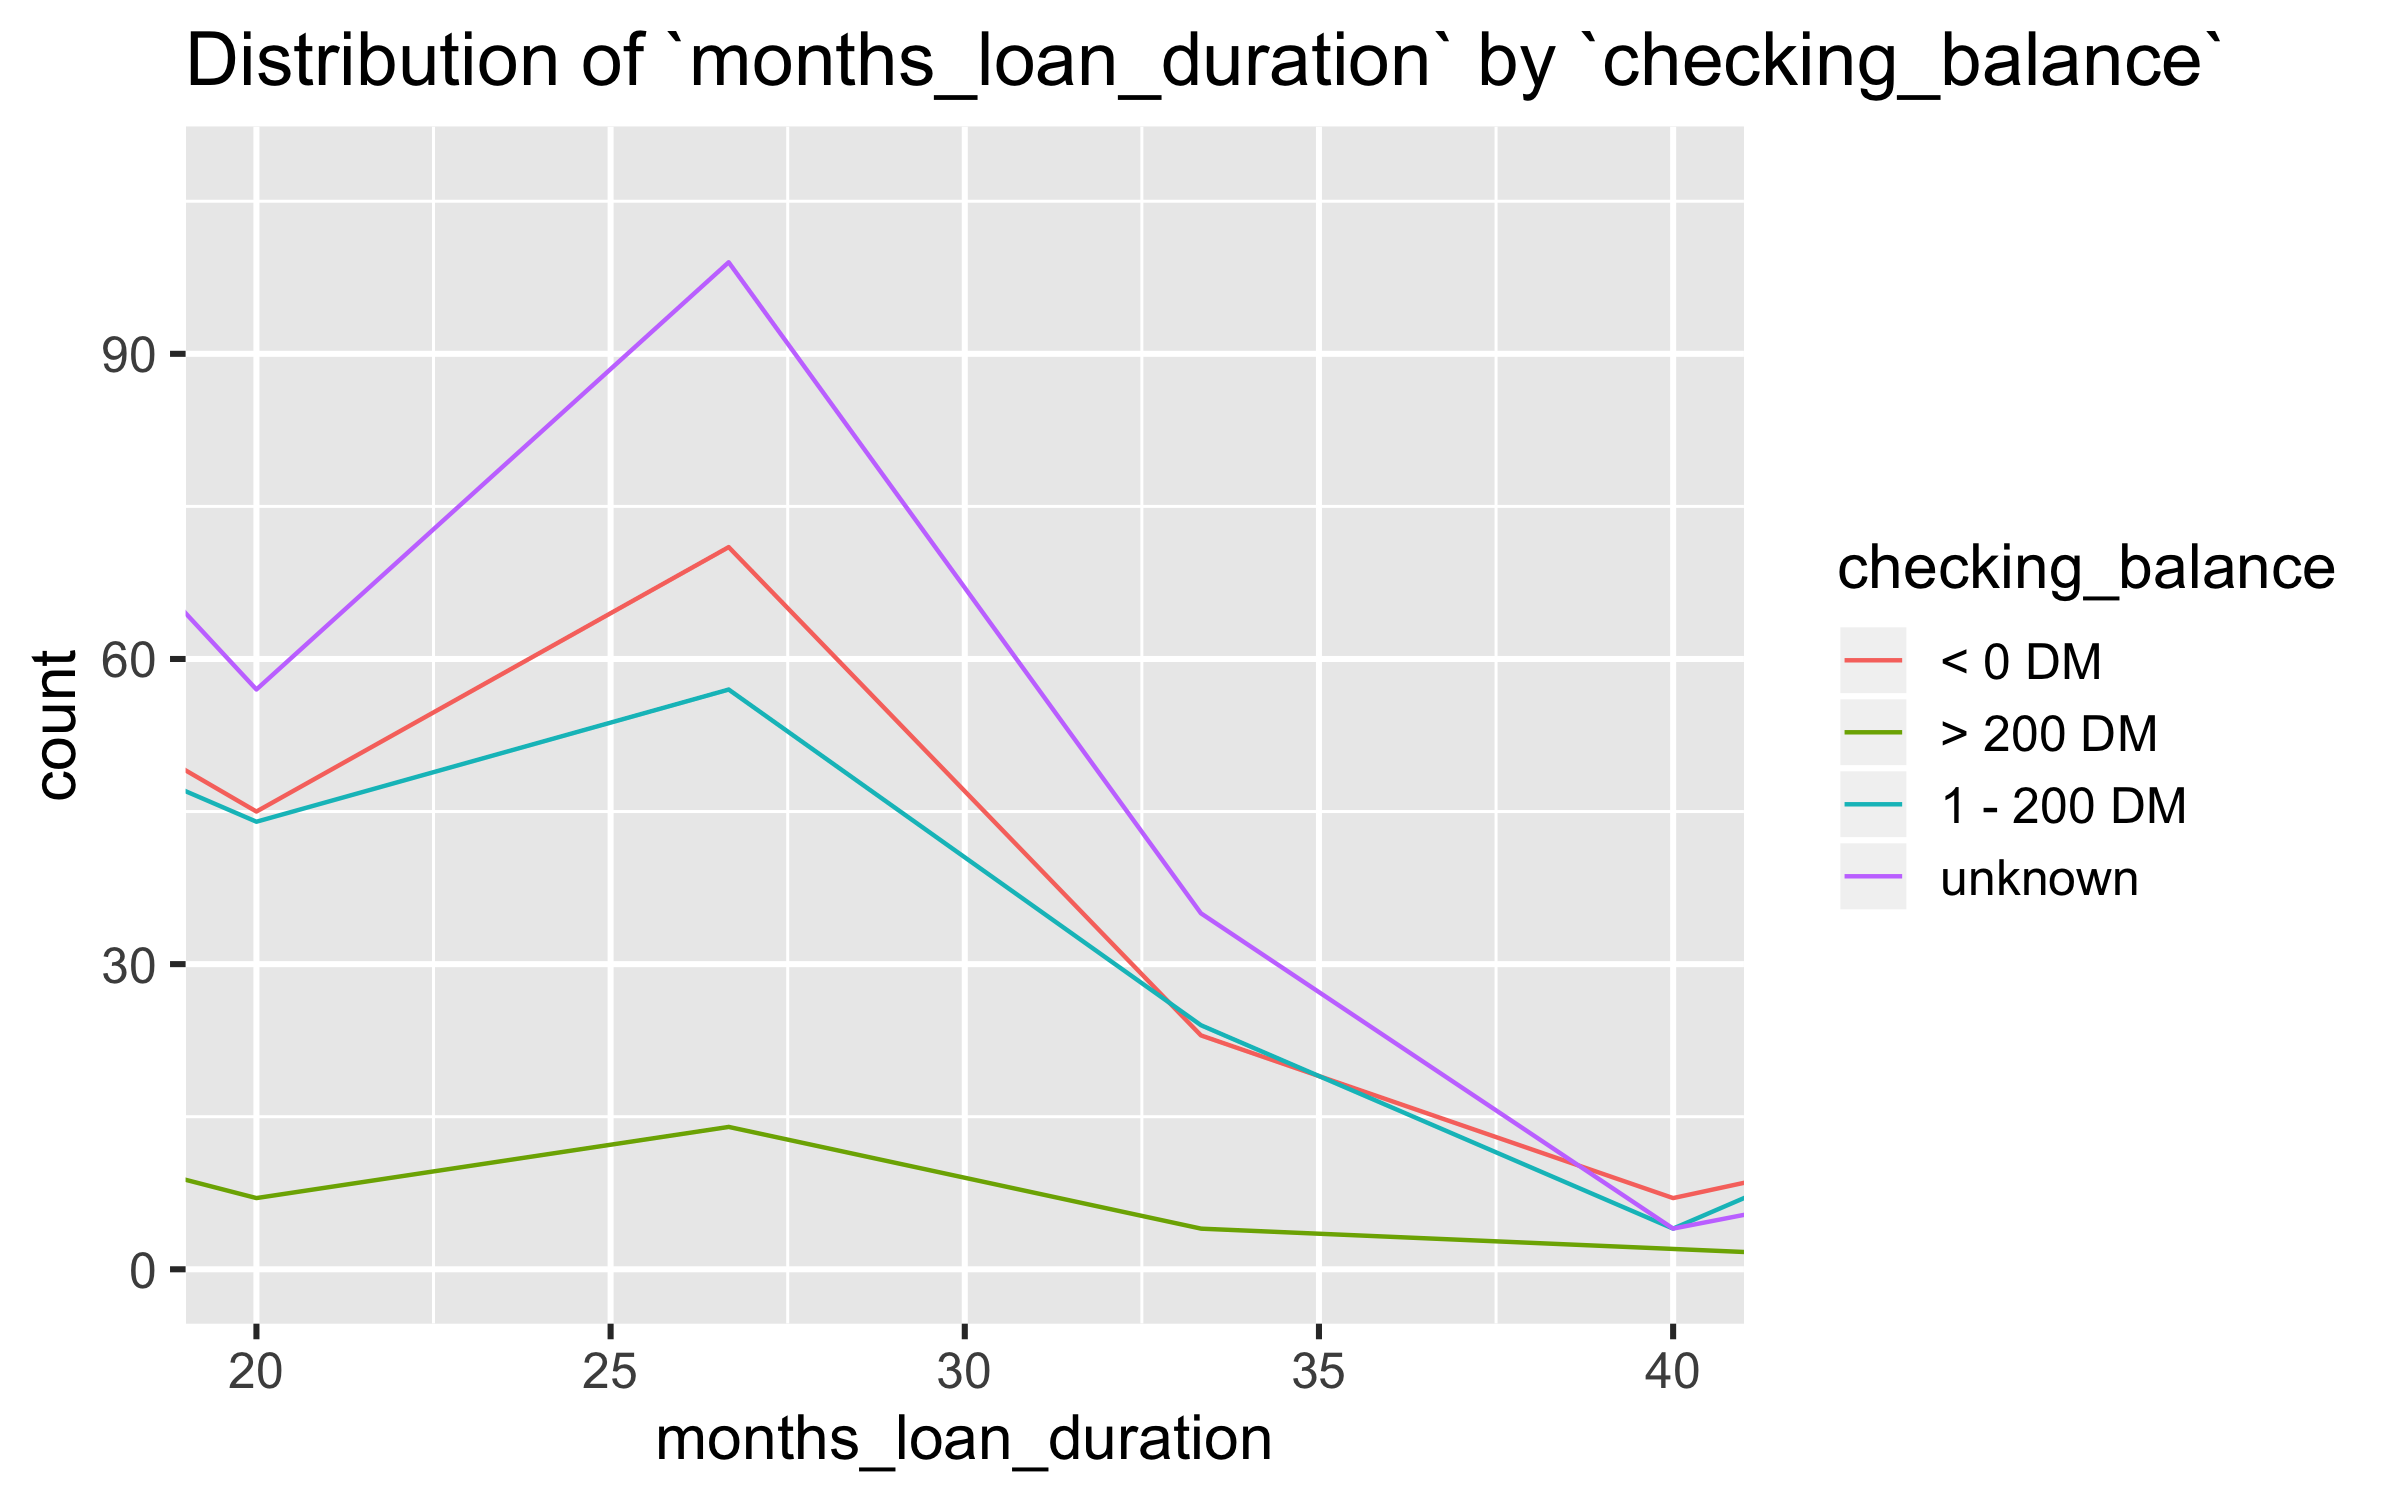 Distribution of `months_loan_duration` by `checking_balance`
90
60
30
0
count
20 25 30 35 40
months_loan_duration
checking_balance
< 0 DM
> 200 DM
1 - 200 DM
unknown